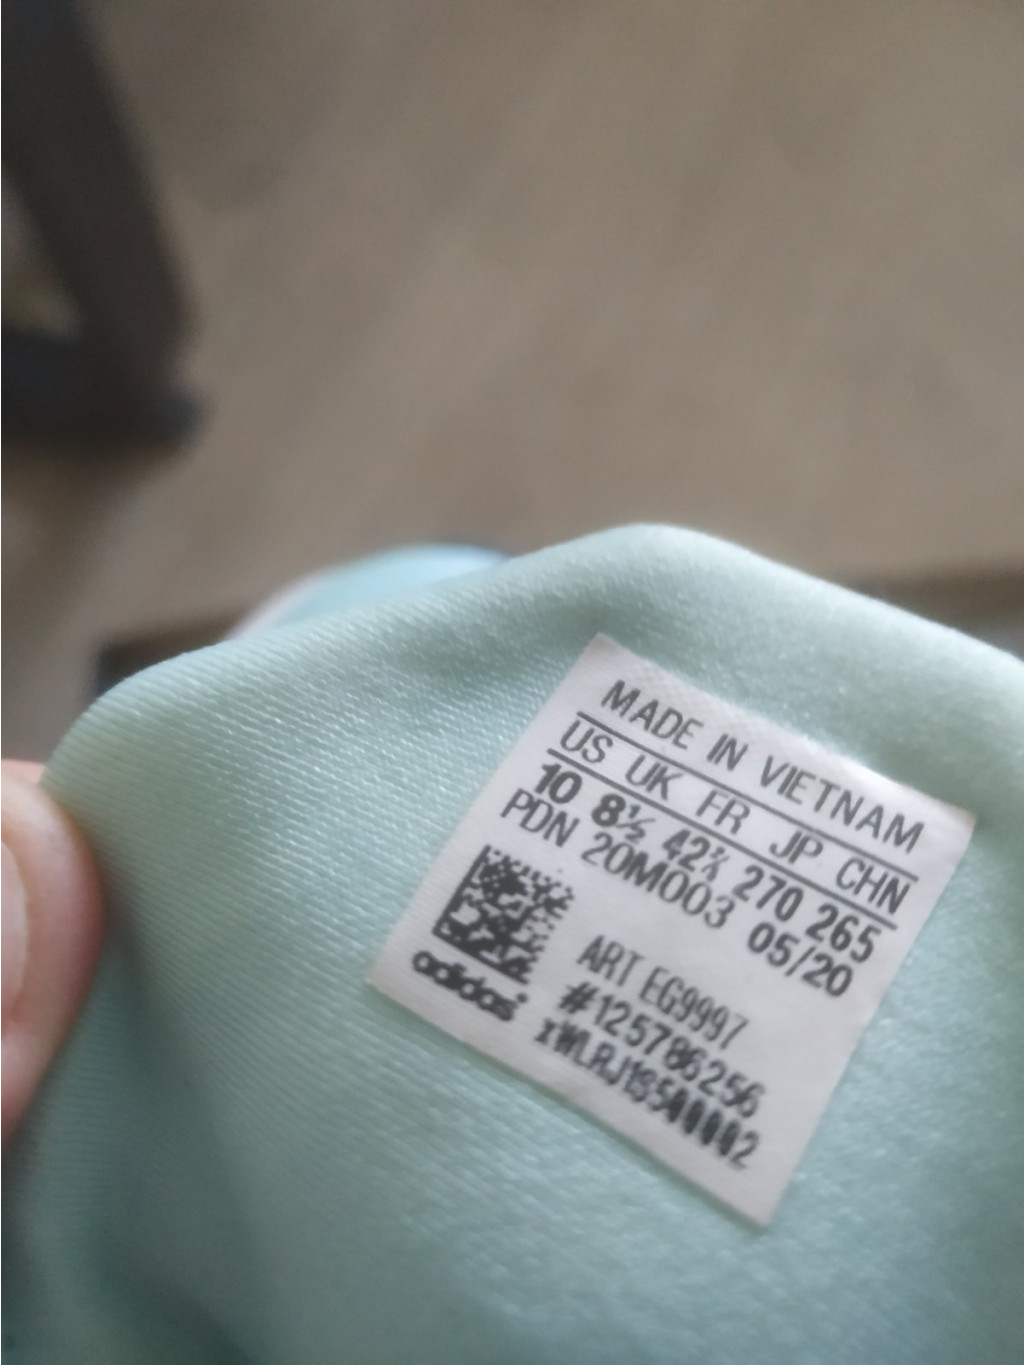 MADE IN VIETNAM
US UK FR JP CHN
10 8½ 42⅔ 270 265
PDN 20M003 05/20
ART EG9997
#125786256
adidas